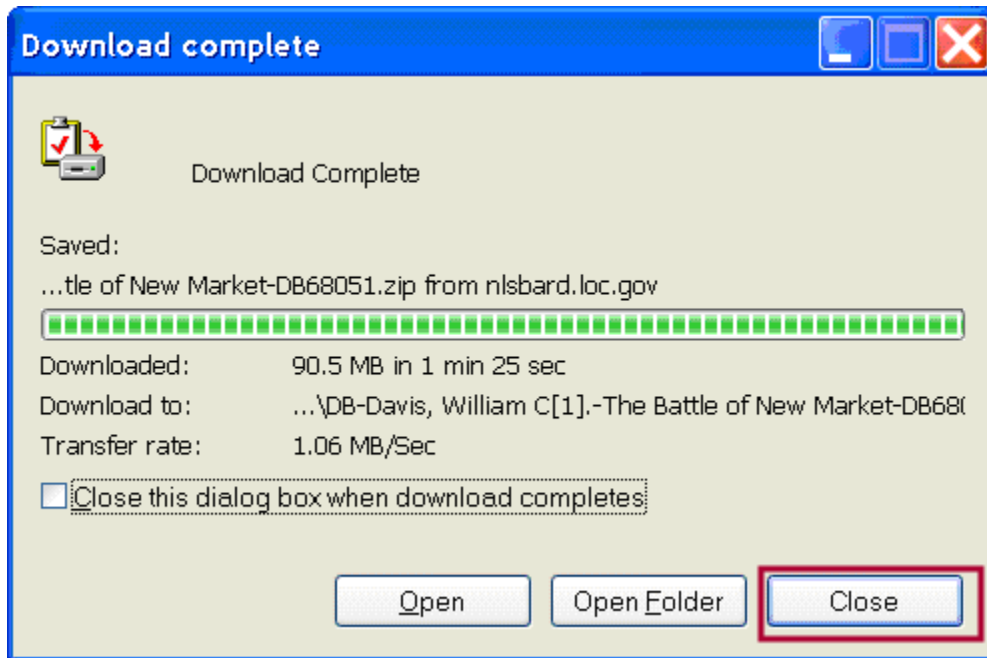 Download complete
Download Complete
Saved:
...tle of New Market-DB68051.zip from nlsbard.loc.gov
Downloaded: 90.5 MB in 1 min 25 sec
Download to: ...\DB-Davis, William C[1].-The Battle of New Market-DB68(
Transfer rate: 1.06 MB/Sec
Close this dialog box when download completes
Open Open Folder Close